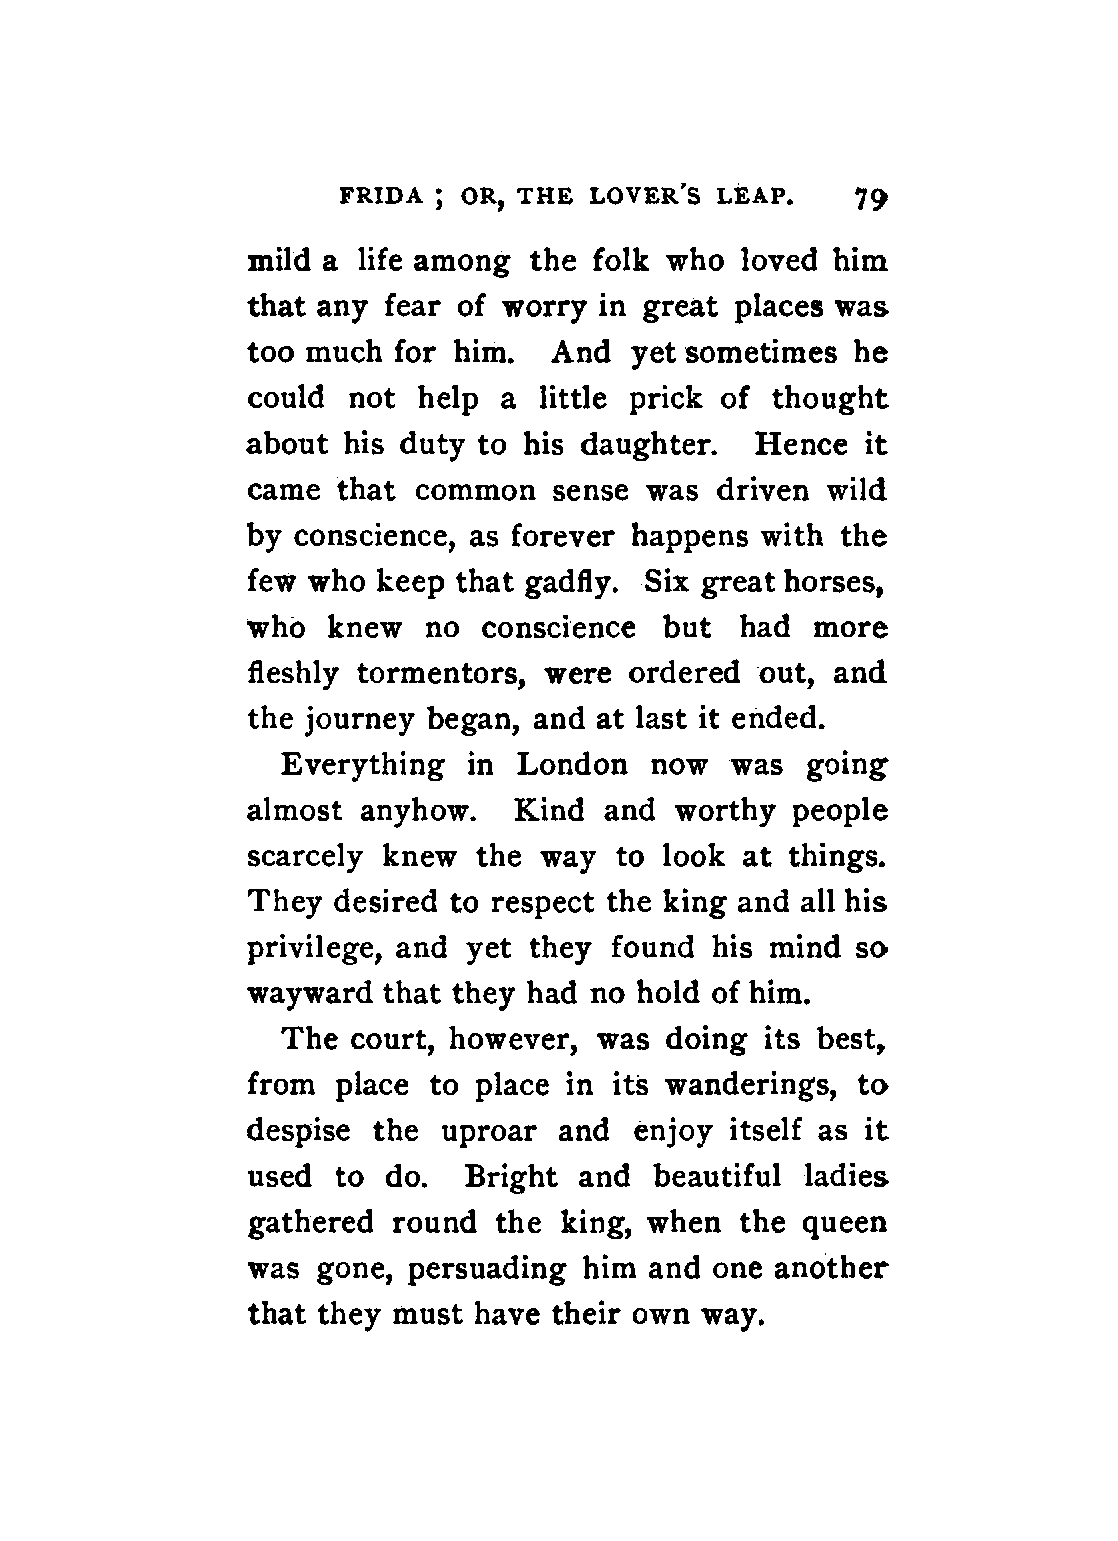 FRIDA ; OR, THE LOVER'S LEAP. 79
mild a life among the folk who loved him
that any fear of worry in great places was
too much for him. And yet sometimes he
could not help a little prick of thought
about his duty to his daughter. Hence it
came that common sense was driven wild
by conscience, as forever happens with the
few who keep that gadfly. Six great horses,
who knew no conscience but had more
fleshly tormentors, were ordered out, and
the journey began, and at last it ended.
Everything in London now was going
almost anyhow. Kind and worthy people
scarcely knew the way to look at things.
They desired to respect the king and all his
privilege, and yet they found his mind so
wayward that they had no hold of him.
The court, however, was doing its best,
from place to place in its wanderings, to
despise the uproar and enjoy itself as it
used to do. Bright and beautiful ladies
gathered round the king, when the queen
was gone, persuading him and one another
that they must have their own way.